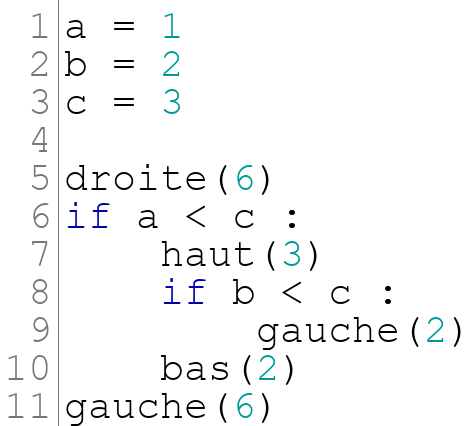 1 a = 1
2 b = 2
3 c = 3
4
5 droite(6)
6 if a < c :
7     haut(3)
8     if b < c :
9         gauche(2)
10     bas(2)
11 gauche(6)